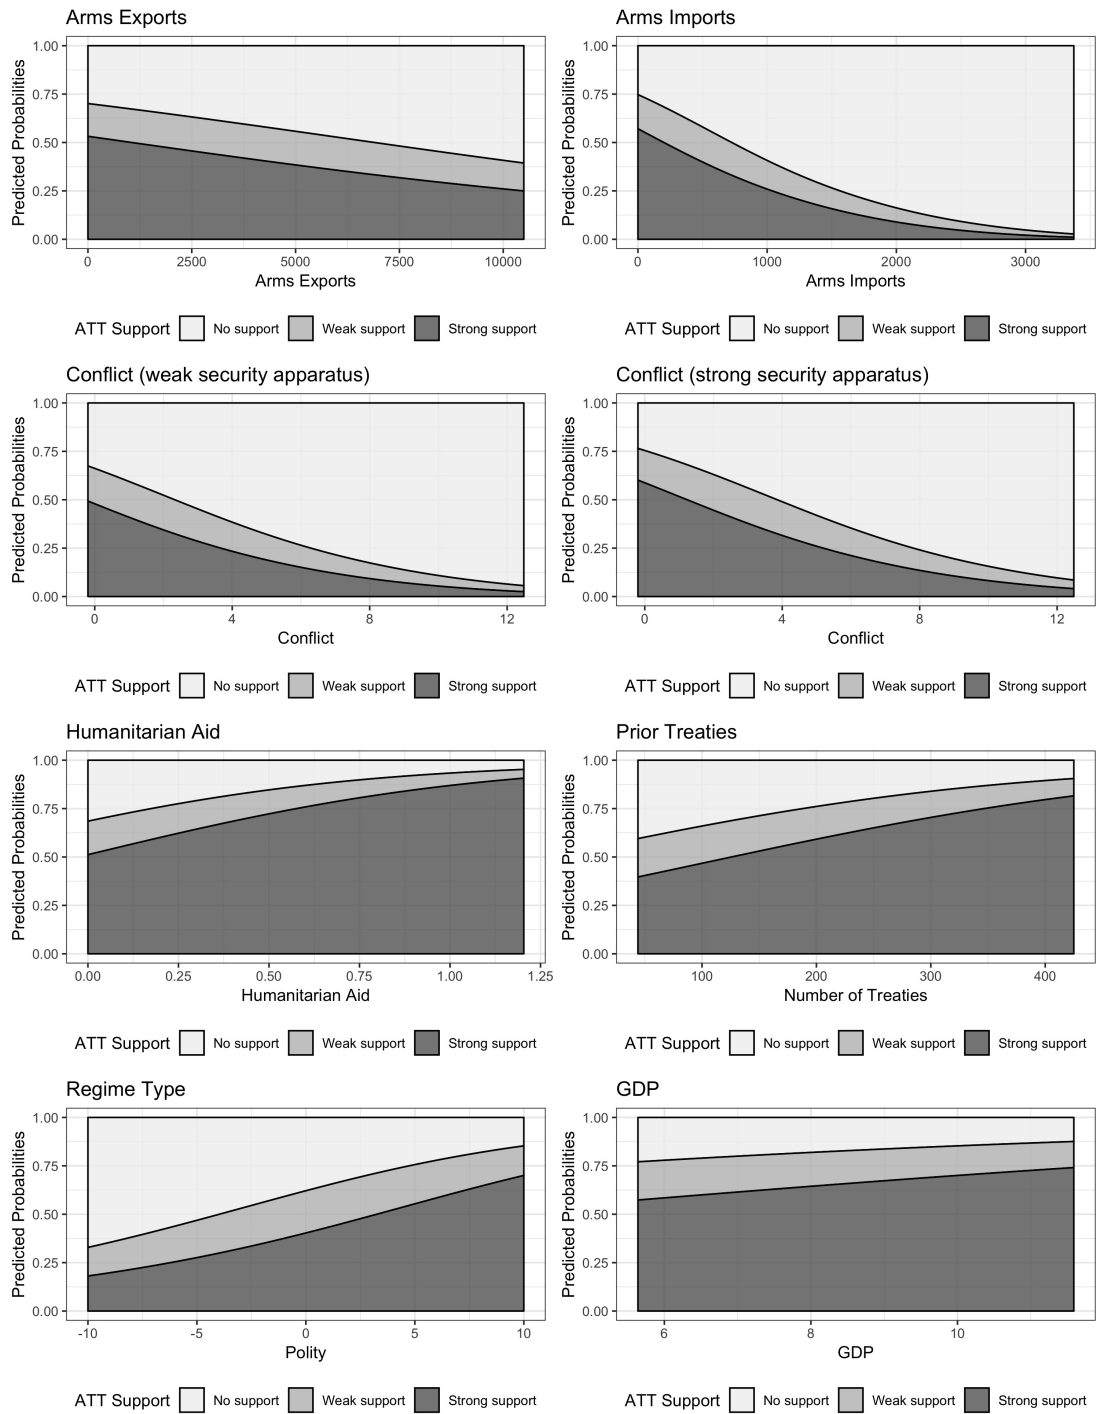 Arms Exports
Predicted Probabilities
1.00
0.75
0.50
0.25
0.00
0 2500 5000 7500 10000
Arms Exports
ATT Support No support Weak support Strong support
Arms Imports
Predicted Probabilities
1.00
0.75
0.50
0.25
0.00
0 1000 2000 3000
Arms Imports
ATT Support No support Weak support Strong support
Conflict (weak security apparatus)
Predicted Probabilities
1.00
0.75
0.50
0.25
0.00
0 4 8 12
Conflict
ATT Support No support Weak support Strong support
Conflict (strong security apparatus)
Predicted Probabilities
1.00
0.75
0.50
0.25
0.00
0 4 8 12
Conflict
ATT Support No support Weak support Strong support
Humanitarian Aid
Predicted Probabilities
1.00
0.75
0.50
0.25
0.00
0.00 0.25 0.50 0.75 1.00 1.25
Humanitarian Aid
ATT Support No support Weak support Strong support
Prior Treaties
Predicted Probabilities
1.00
0.75
0.50
0.25
0.00
100 200 300 400
Number of Treaties
ATT Support No support Weak support Strong support
Regime Type
Predicted Probabilities
1.00
0.75
0.50
0.25
0.00
-10 -5 0 5 10
Polity
ATT Support No support Weak support Strong support
GDP
Predicted Probabilities
1.00
0.75
0.50
0.25
0.00
6 8 10
GDP
ATT Support No support Weak support Strong support